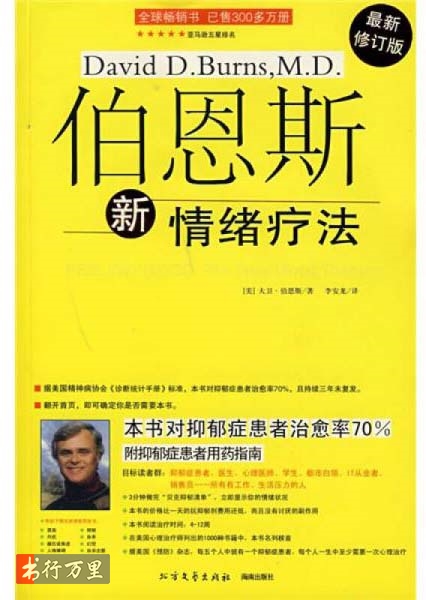 全球畅销书 已售300多万册
★★★★★亚马逊五星排名
最新
修订版
David D.Burns,M.D.
伯恩斯
新情绪疗法
[美] 大卫·伯恩斯/著 李安龙/译
■ 据美国精神病协会《诊断统计手册》标准，本书对抑郁症患者治愈率70%，且持续三年未复发。
■ 翻开首页，即可确定你是否需要本书。
本书对抑郁症患者治愈率70%
附抑郁症患者用药指南
目标读者群：抑郁症患者、医生、心理医师、学生、都市白领、IT从业者、
销售员……所有有工作、生活压力的人
●3分钟做完“贝克抑郁清单”，立即显示你的情绪状况
●本书的价格比一天的抗抑郁剂费用还低，而且没有讨厌的副作用
●本书阅读治疗时间：4-12周
●在美国心理治疗师列出的1000种书籍中，本书名列榜首
●据美国《预防》杂志，每五个人中就有一个抑郁症患者，每个人一生中至少需要一次心理治疗
书行万里
北方文艺出版社 海南出版社